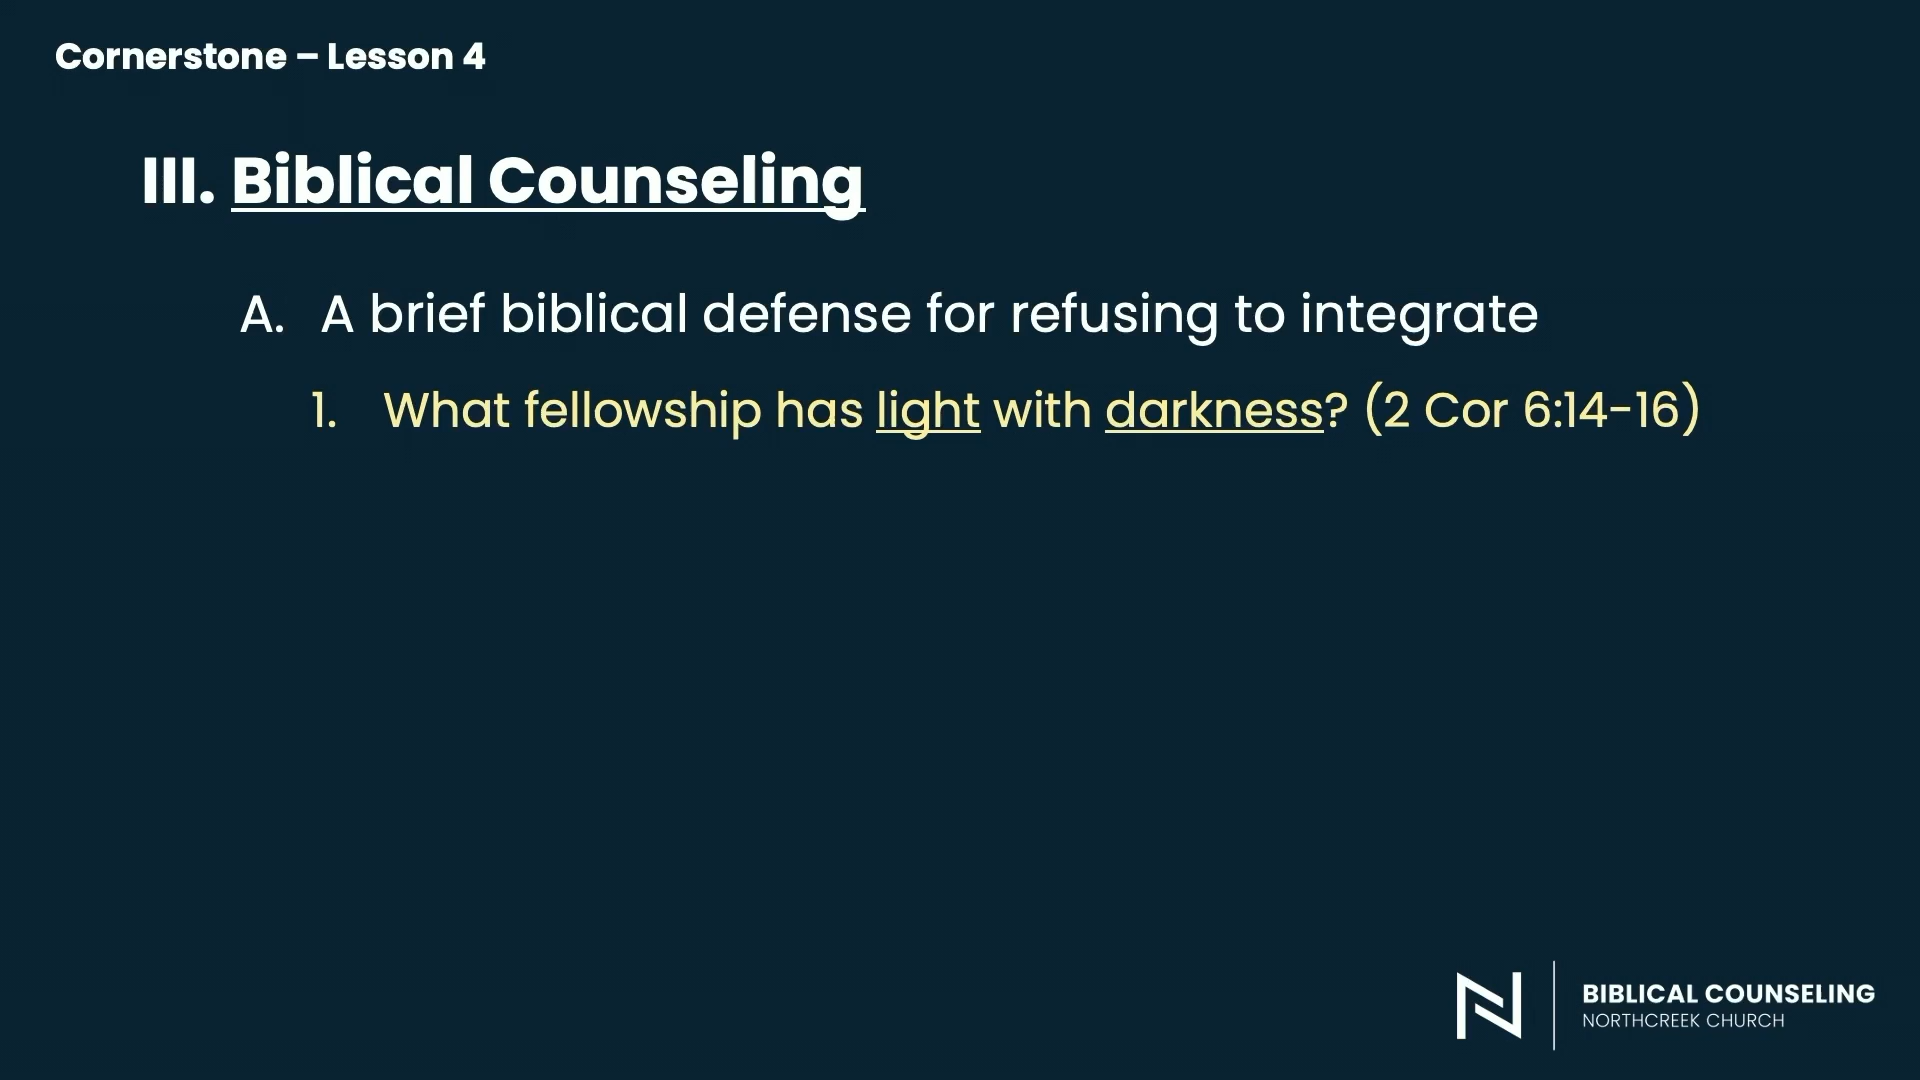 Cornerstone – Lesson 4
III. Biblical Counseling
A. A brief biblical defense for refusing to integrate
1. What fellowship has light with darkness? (2 Cor 6:14-16)
BIBLICAL COUNSELING
NORTHCREEK CHURCH